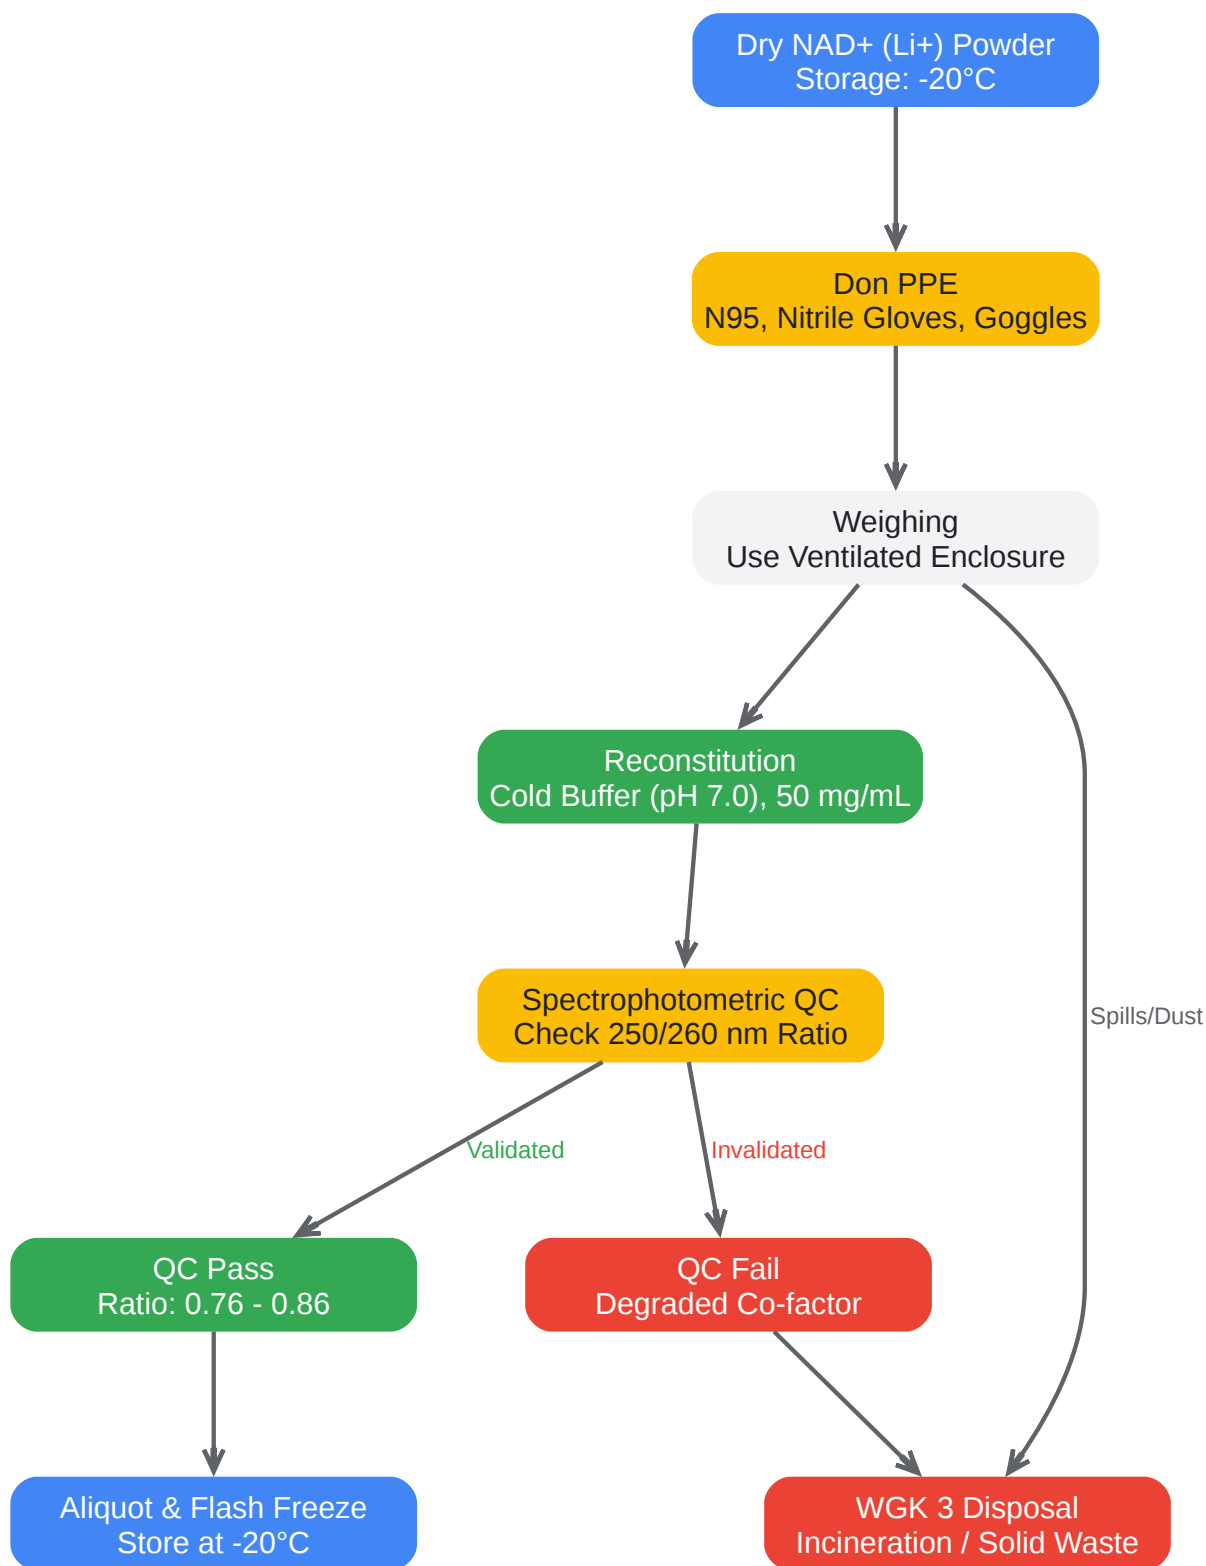 Dry NAD+ (Li+) Powder
Storage: -20°C
Don PPE
N95, Nitrile Gloves, Goggles
Weighing
Use Ventilated Enclosure
Reconstitution
Cold Buffer (pH 7.0), 50 mg/mL
Spectrophotometric QC
Check 250/260 nm Ratio
Spills/Dust
Validated
Invalidated
QC Pass
Ratio: 0.76 - 0.86
QC Fail
Degraded Co-factor
Aliquot & Flash Freeze
Store at -20°C
WGK 3 Disposal
Incineration / Solid Waste